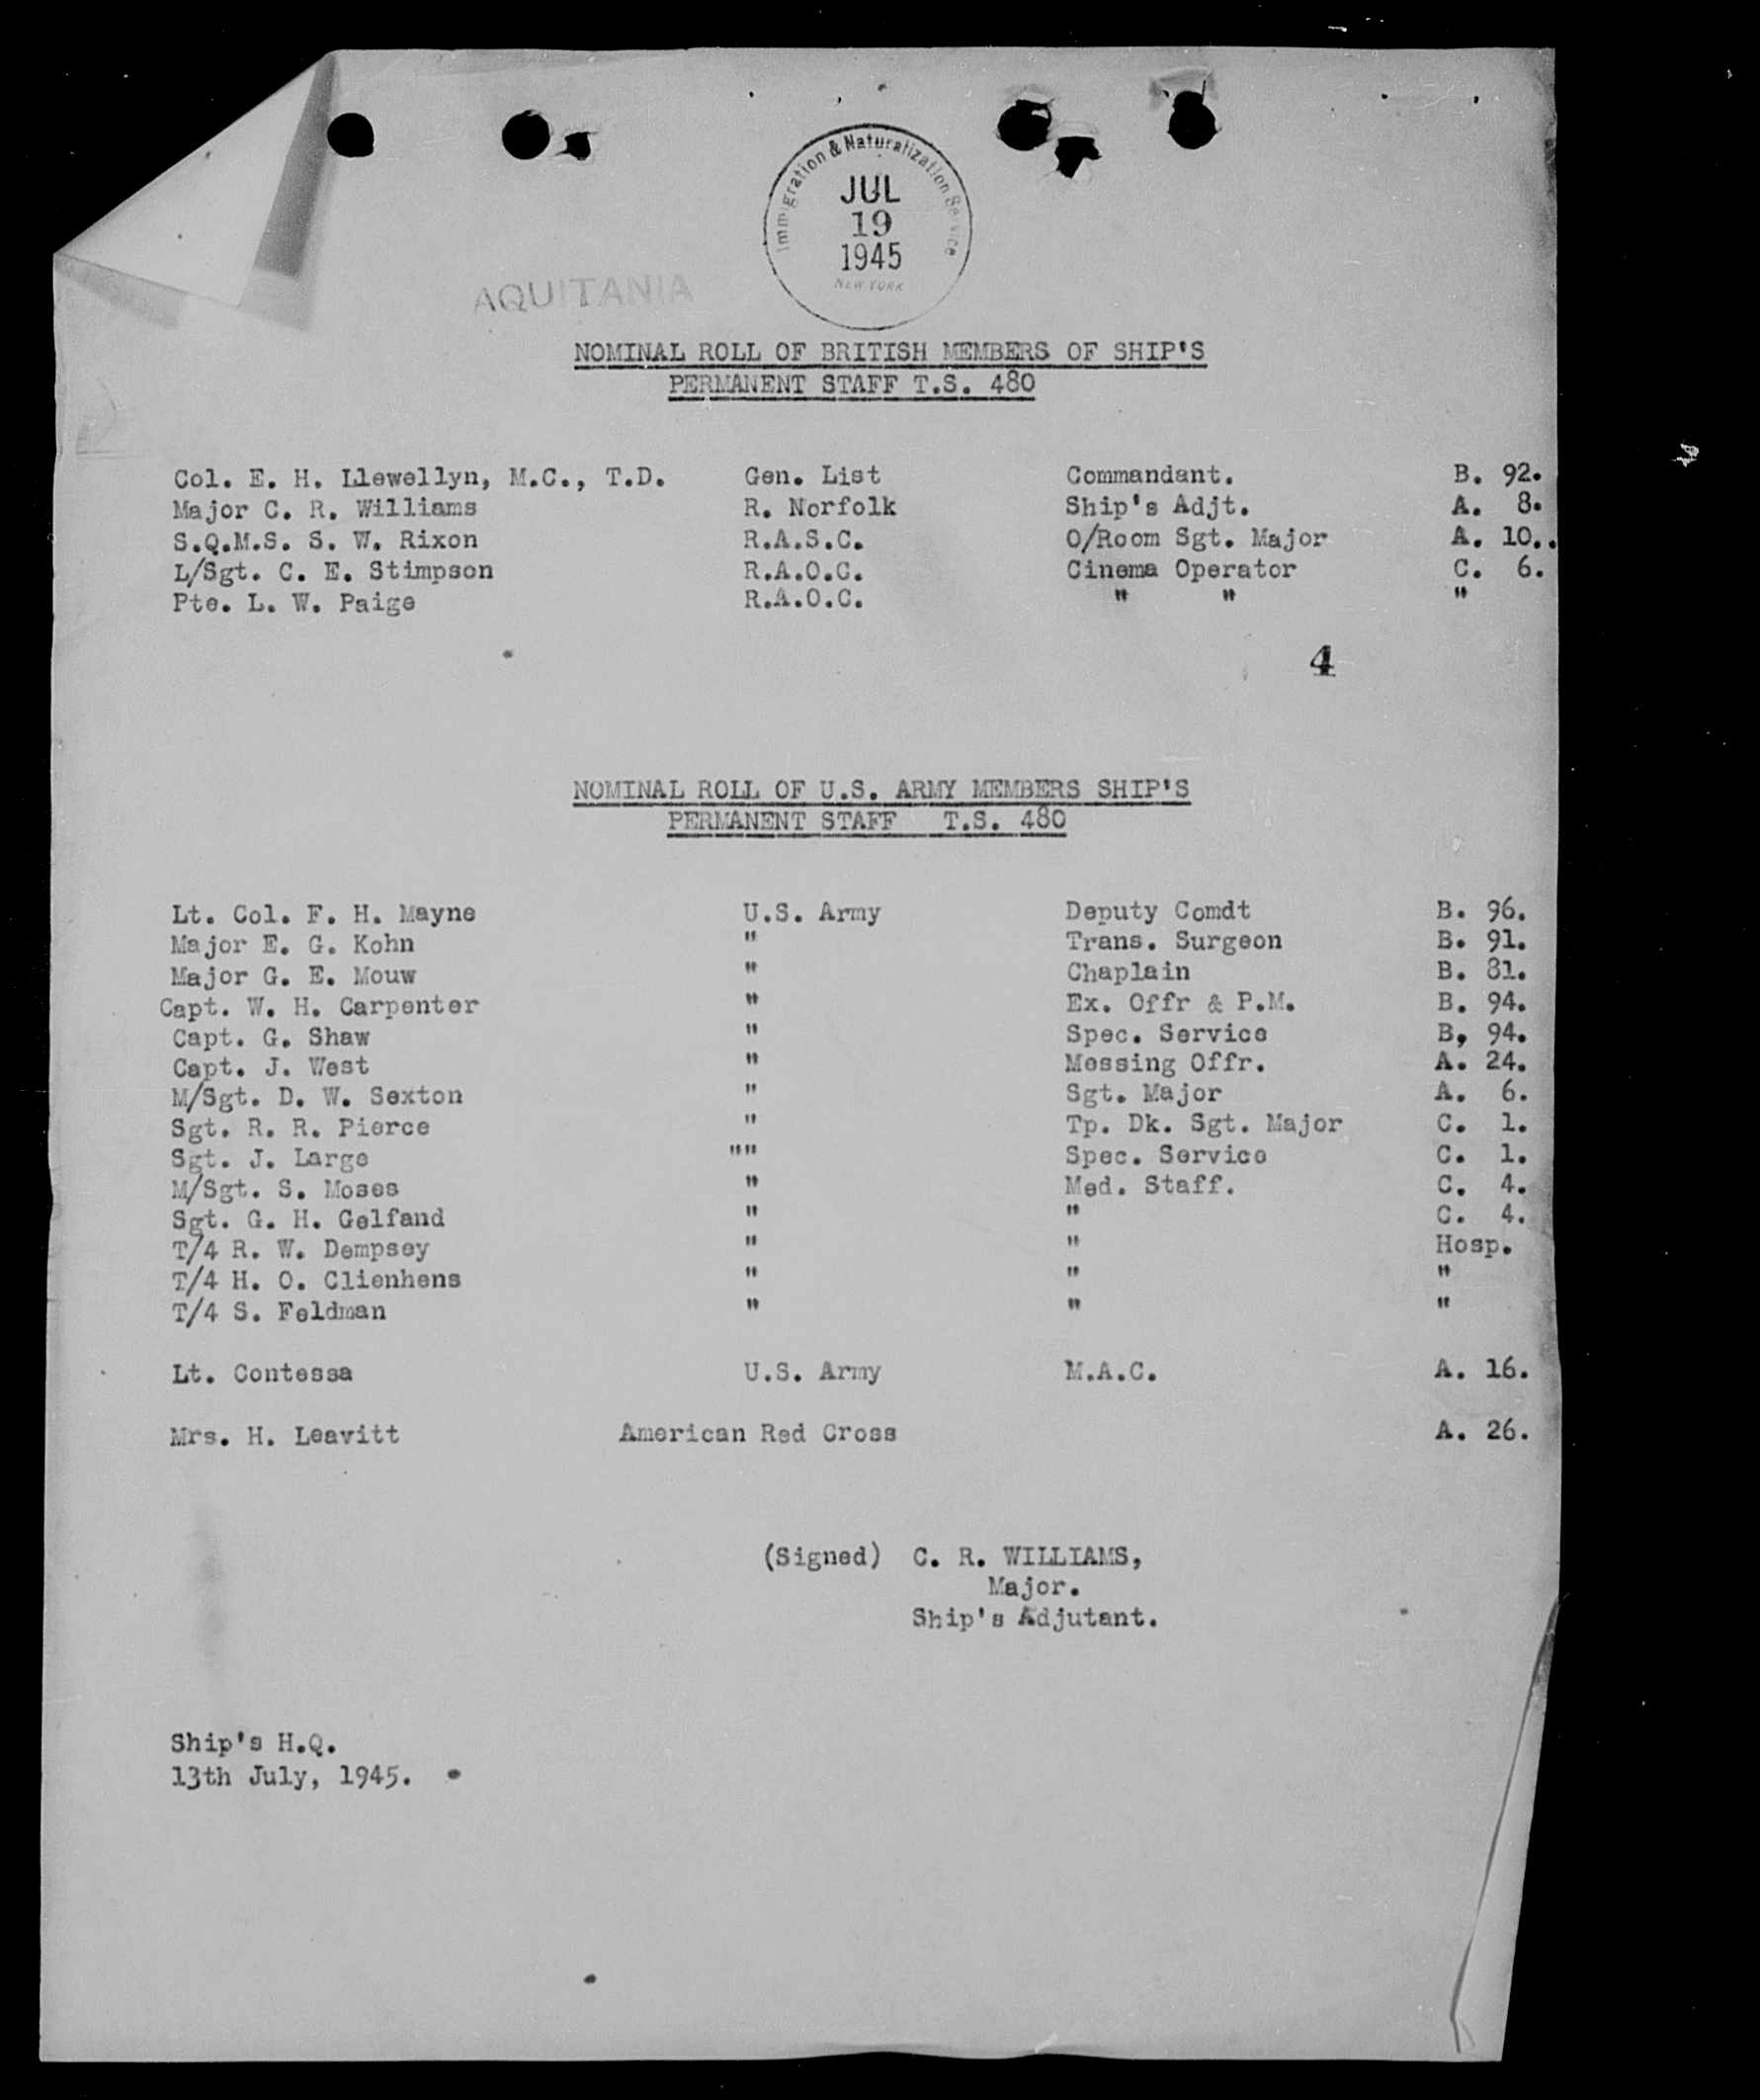 Immigration & Naturalization Service
JUL
19
1945
NEW YORK
AQUITANIA
NOMINAL ROLL OF BRITISH MEMBERS OF SHIP'S
PERMANENT STAFF T.S. 480
Col. E. H. Llewellyn, M.C., T.D. Gen. List Commandant. B. 92.
Major C. R. Williams R. Norfolk Ship's Adjt. A. 8.
S.Q.M.S. S. W. Rixon R.A.S.C. O/Room Sgt. Major A. 10..
L/Sgt. C. E. Stimpson R.A.O.C. Cinema Operator C. 6.
Pte. L. W. Paige R.A.O.C. " " "
4
NOMINAL ROLL OF U.S. ARMY MEMBERS SHIP'S
PERMANENT STAFF T.S. 480
Lt. Col. F. H. Mayne U.S. Army Deputy Comdt B. 96.
Major E. G. Kohn " Trans. Surgeon B. 91.
Major G. E. Mouw " Chaplain B. 81.
Capt. W. H. Carpenter " Ex. Offr & P.M. B. 94.
Capt. G. Shaw " Spec. Service B, 94.
Capt. J. West " Messing Offr. A. 24.
M/Sgt. D. W. Sexton " Sgt. Major A. 6.
Sgt. R. R. Pierce " Tp. Dk. Sgt. Major C. 1.
Sgt. J. Large "" Spec. Service C. 1.
M/Sgt. S. Moses " Med. Staff. C. 4.
Sgt. G. H. Gelfand " " C. 4.
T/4 R. W. Dempsey " " Hosp.
T/4 H. O. Clienhens " " "
T/4 S. Feldman " " "
Lt. Contessa U.S. Army M.A.C. A. 16.
Mrs. H. Leavitt American Red Cross A. 26.
(Signed) C. R. WILLIAMS,
Major.
Ship's Adjutant.
Ship's H.Q.
13th July, 1945.